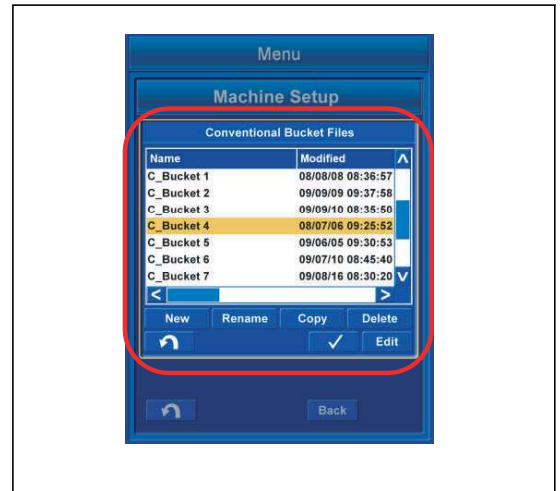 Menu
Machine Setup
Conventional Bucket Files
Name Modified
C_Bucket 1 08/08/08 08:36:57
C_Bucket 2 09/09/09 09:37:58
C_Bucket 3 09/09/10 08:35:50
C_Bucket 4 08/07/06 09:25:52
C_Bucket 5 09/06/05 09:30:53
C_Bucket 6 09/07/10 08:45:40
C_Bucket 7 09/08/16 08:30:20
New Rename Copy Delete
Edit
Back